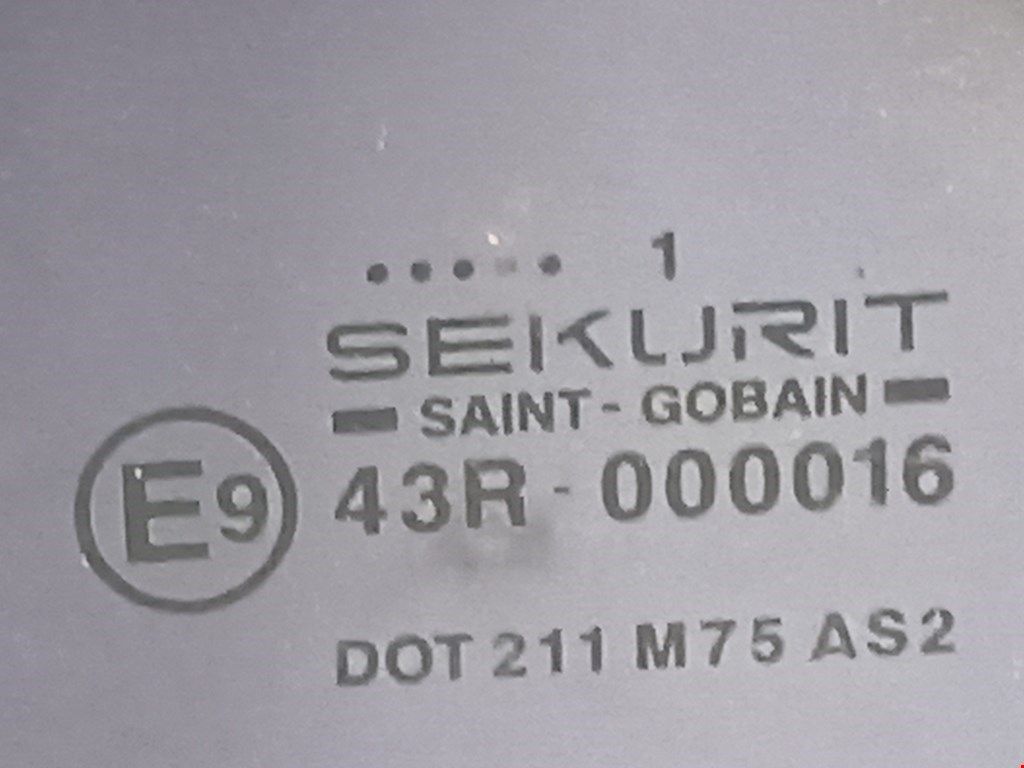 ..... 1
SEKURIT
SAINT-GOBAIN
E9 43R-000016
DOT 211 M75 AS2